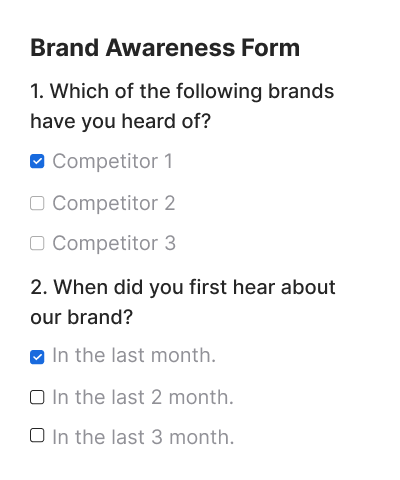 Brand Awareness Form
1. Which of the following brands
have you heard of?
Competitor 1
Competitor 2
Competitor 3
2. When did you first hear about
our brand?
In the last month.
In the last 2 month.
In the last 3 month.